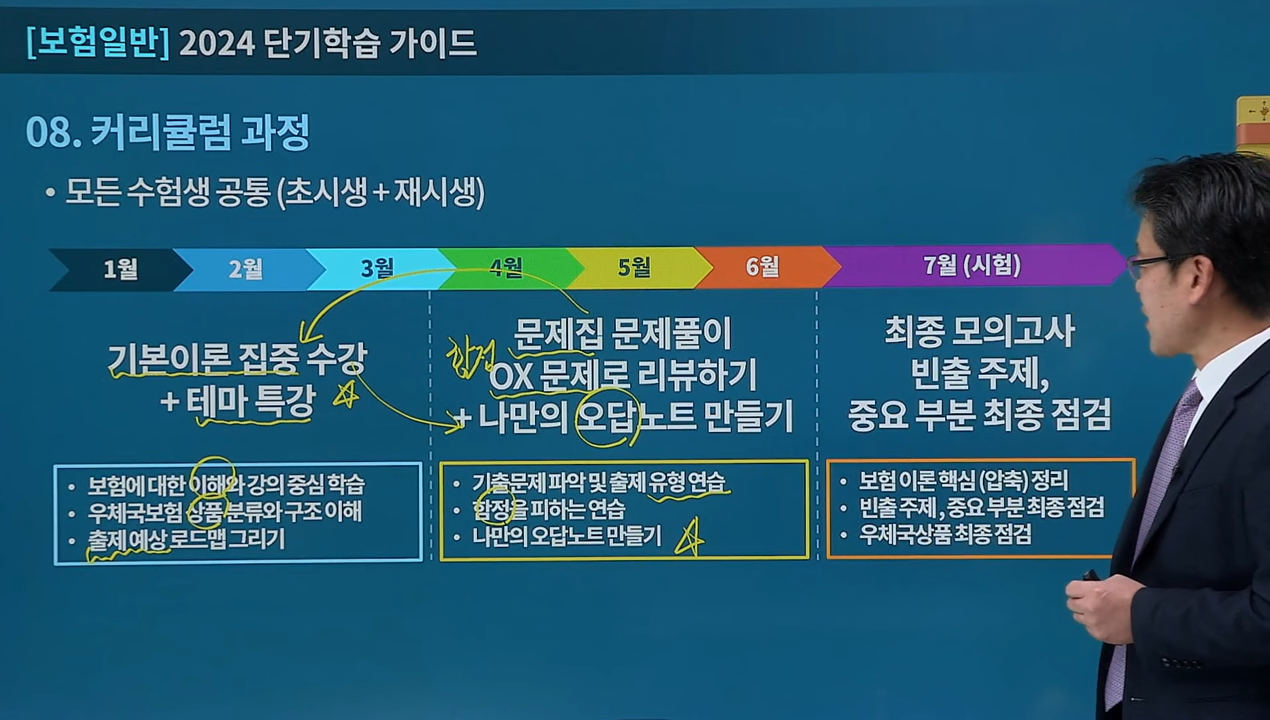 [보험일반] 2024 단기학습 가이드
08. 커리큘럼 과정
• 모든 수험생 공통 (초시생 + 재시생)
1월 2월 3월 4월 5월 6월 7월 (시험)
기본이론 집중 수강
+ 테마 특강
• 보험에 대한 이해와 강의 중심 학습
• 우체국보험 상품 분류와 구조 이해
• 출제 예상 로드맵 그리기
함정
문제집 문제풀이
OX 문제로 리뷰하기
+ 나만의 오답노트 만들기
• 기출문제 파악 및 출제 유형 연습
• 함정을 피하는 연습
• 나만의 오답노트 만들기
최종 모의고사
빈출 주제,
중요 부분 최종 점검
• 보험 이론 핵심 (압축) 정리
• 빈출 주제, 중요 부분 최종 점검
• 우체국상품 최종 점검